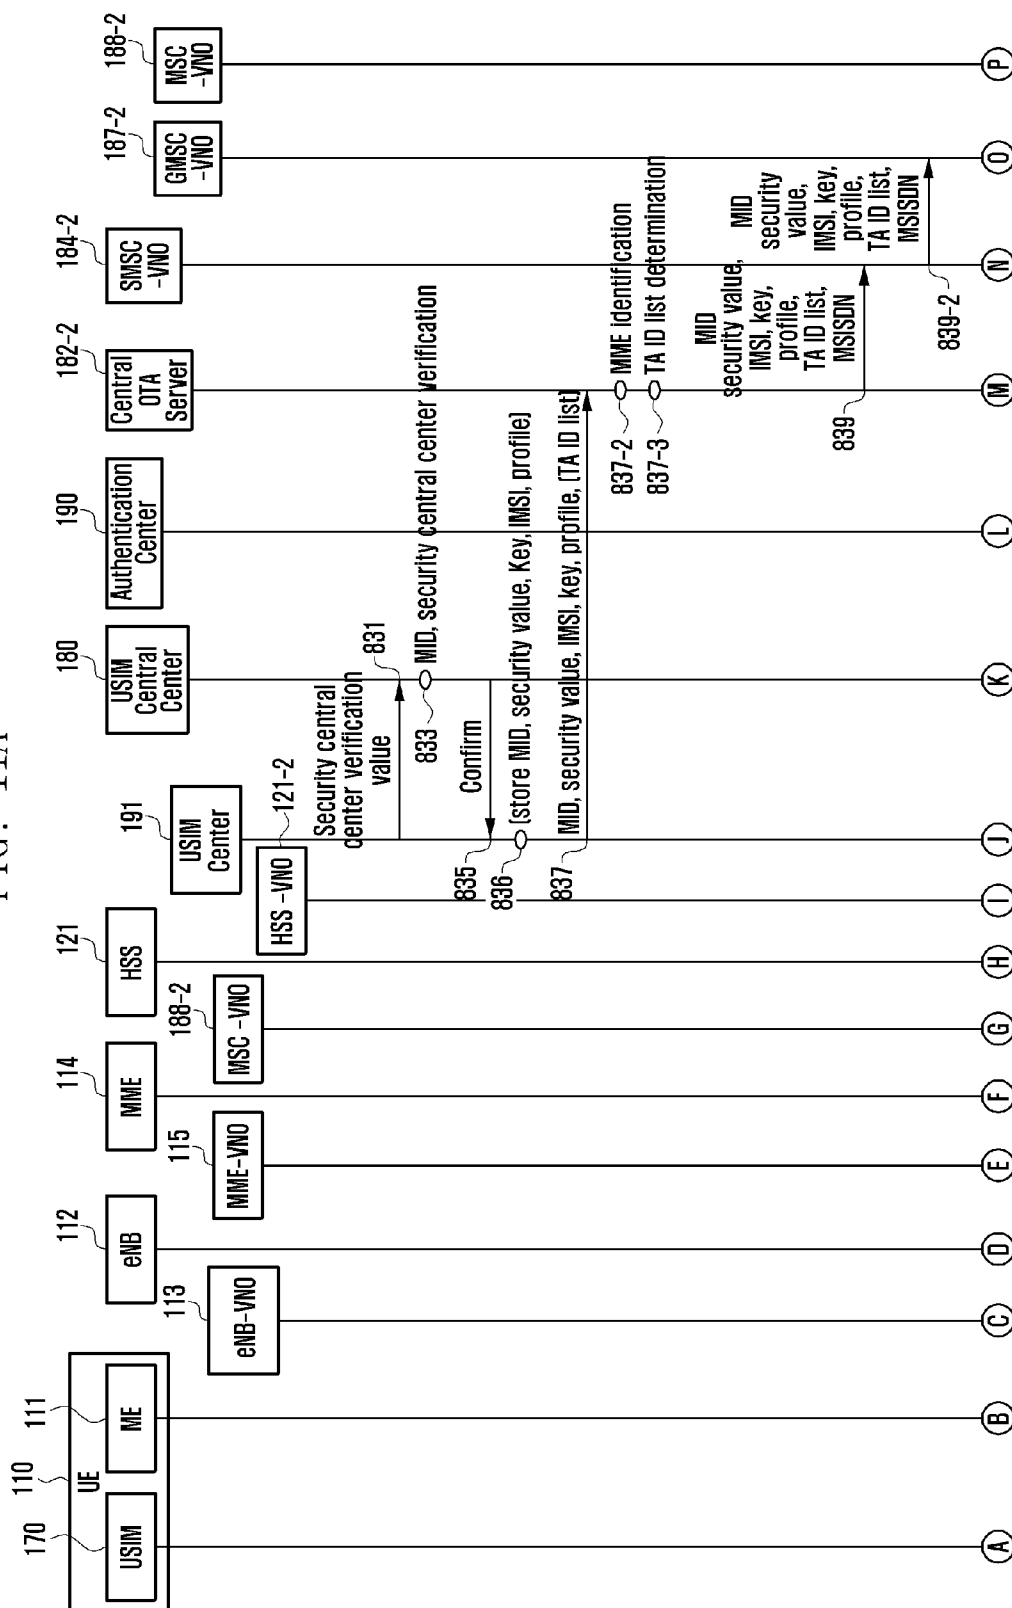 110
170
USIM
UE
111
ME
113
eNB-VNO
112
eNB
115
MME-VNO
114
MME
188-2
MSC -VNO
121
HSS
121-2
HSS -VNO
191
USIM
Center
180
USIM
Central
Center
190
Authentication
Center
182-2
Central
OTA
Server
184-2
SMSC
-VNO
187-2
GMSC
-VNO
188-2
MSC
-VNO
Security central
center verification
value
831
833
MID, security central center verification
Confirm
835
836
(store MID, security value, Key, IMSI, profile)
837
MID, security value, IMSI, key, profile, (TA ID list)
837-2
MME identification
837-3
TA ID list determination
MID
security value,
IMSI, key,
profile,
TA ID list,
MSISDN
839
MID
security
value,
IMSI, key,
profile,
TA ID list,
MSISDN
839-2
A
B
C
D
E
F
G
H
I
J
K
L
M
N
O
P